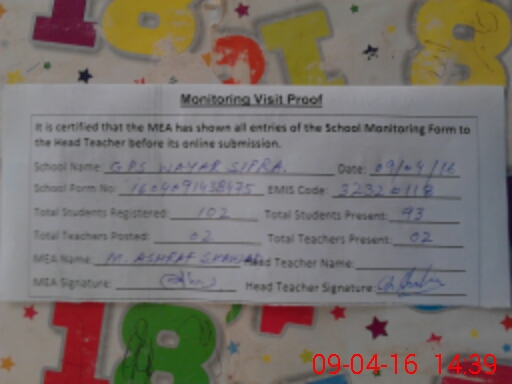 Monitoring Visit Proof
It is certified that the MEA has shown all entries of the School Monitoring Form to
the Head Teacher before its online submission.
School Name: GPS WAYAR SIPRA. Date: 09/04/16
School Form No: 1604091438475 EMIS Code: 32320118
Total Students Registered: 102 Total Students Present: 93
Total Teachers Posted: 02 Total Teachers Present: 02
MEA Name: M. ASHRAF Head Teacher Name:
MEA Signature: Head Teacher Signature:
09-04-16 14:39